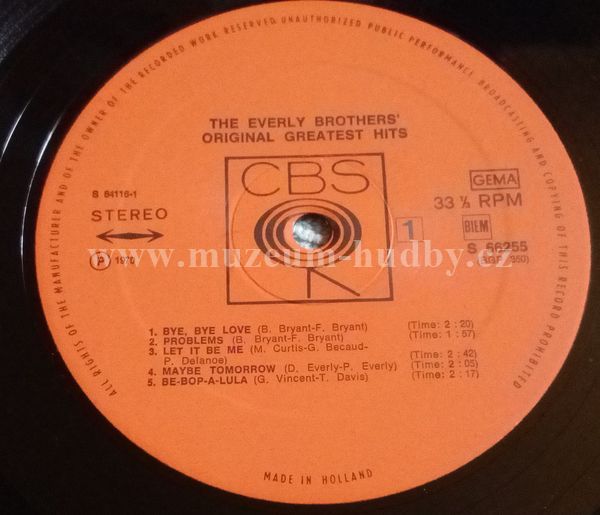 ALL RIGHTS OF THE MANUFACTURER AND OF THE OWNER OF THE RECORDED WORK RESERVED UNAUTHORIZED PUBLIC PERFORMANCE, BROADCASTING AND COPYING OF THIS RECORD PROHIBITED
THE EVERLY BROTHERS'
ORIGINAL GREATEST HITS
CBS
S 64116-1
STEREO
Ⓟ 1970
GEMA
33 ⅓ RPM
1 BIEM
S 66255
www.muzeum-hudby.cz
1. BYE, BYE LOVE (B. Bryant-F. Bryant) (Time: 2 : 20)
2. PROBLEMS (B. Bryant-F. Bryant) (Time: 1 : 57)
3. LET IT BE ME (M. Curtis-G. Becaud-
P. Delanoe) (Time: 2 : 42)
4. MAYBE TOMORROW (D. Everly-P. Everly) (Time: 2 : 05)
5. BE-BOP-A-LULA (G. Vincent-T. Davis) (Time: 2 : 17)
MADE IN HOLLAND